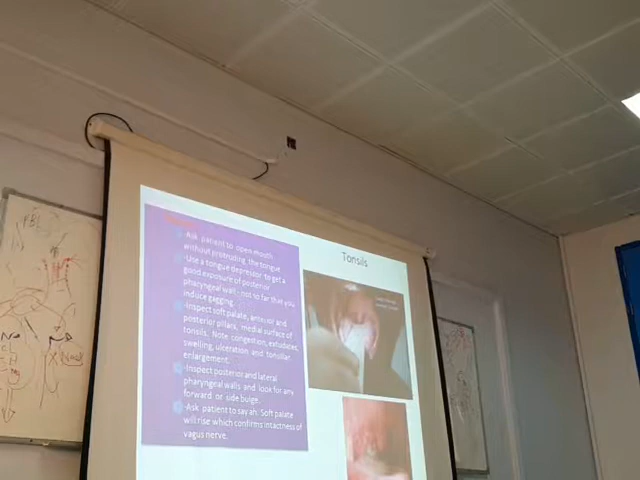 Tonsils
-Ask patient to open mouth
without protruding the tongue
-Use a tongue depressor to get a
good exposure of posterior
pharyngeal wall - not so far that you
induce gagging.
-Inspect soft palate, anterior and
posterior pillars, medial surface of
tonsils. Note congestion, exudates,
swelling, ulceration and tonsillar
enlargement.
-Inspect posterior and lateral
pharyngeal walls and look for any
forward or side bulge.
-Ask patient to say ah. Soft palate
will rise which confirms intactness of
vagus nerve.